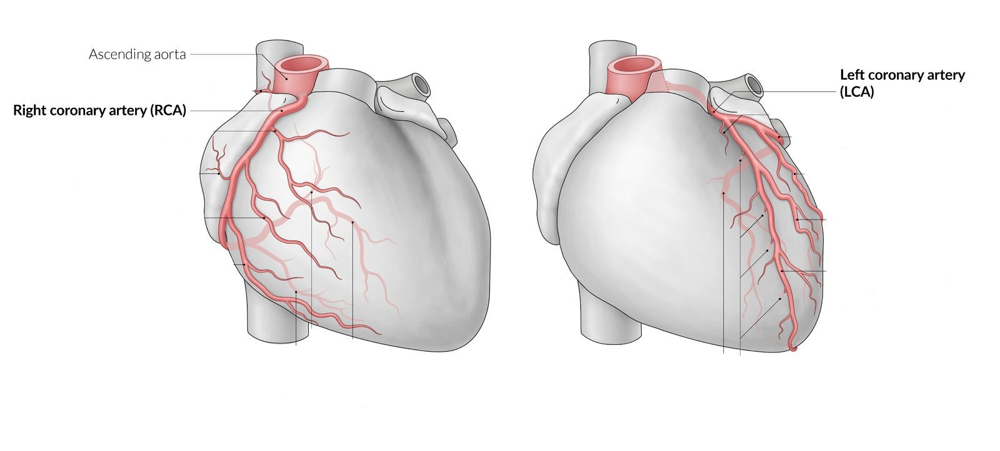 Ascending aorta
Right coronary artery (RCA)
Left coronary artery
(LCA)